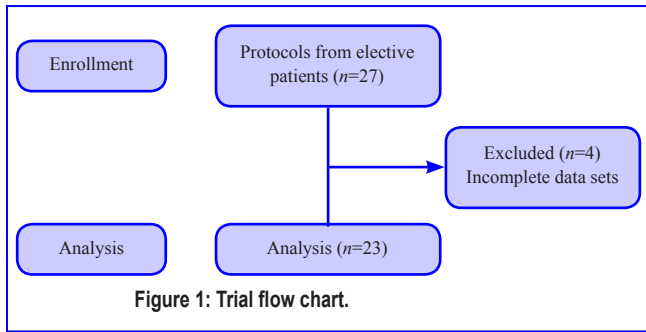 Enrollment
Protocols from elective
patients (n=27)
Excluded (n=4)
Incomplete data sets
Analysis
Analysis (n=23)
Figure 1: Trial flow chart.